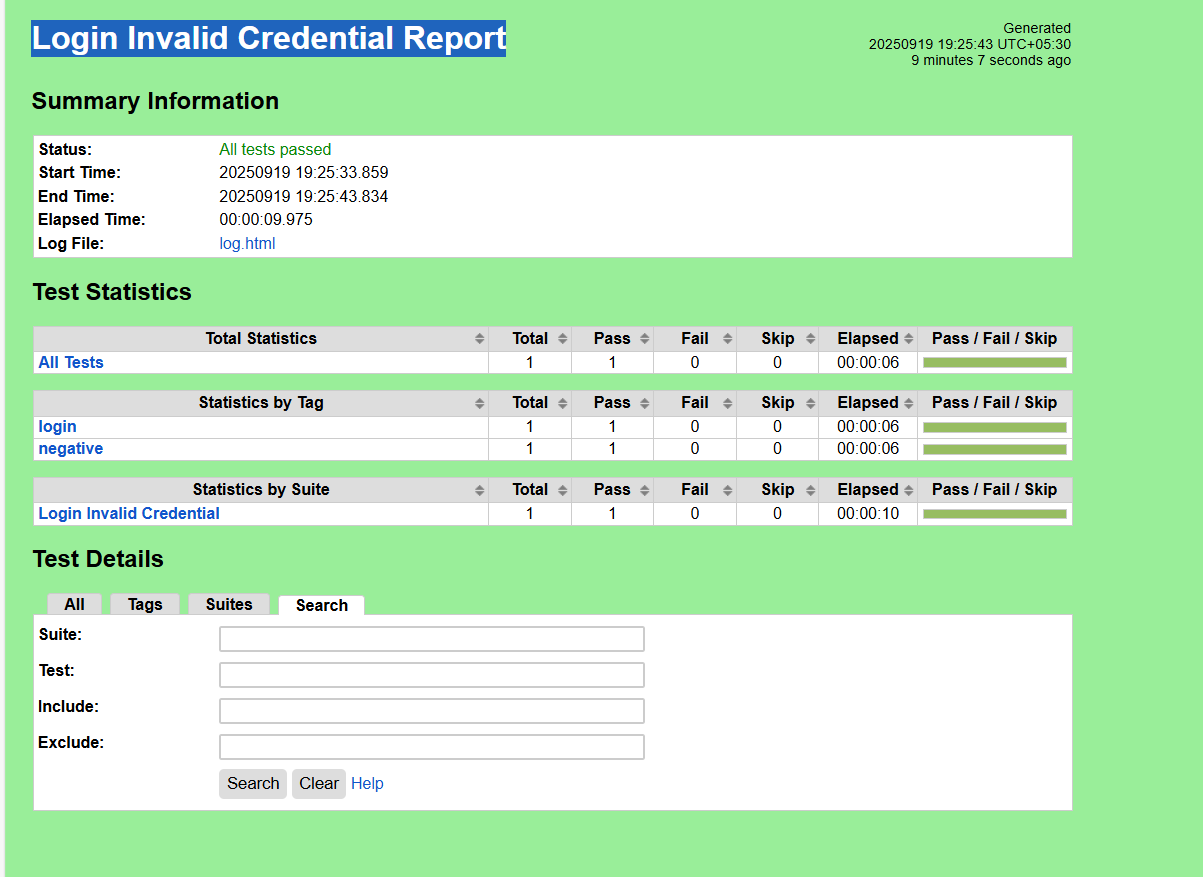 Login Invalid Credential Report
Generated
20250919 19:25:43 UTC+05:30
9 minutes 7 seconds ago
Summary Information
Status: All tests passed
Start Time: 20250919 19:25:33.859
End Time: 20250919 19:25:43.834
Elapsed Time: 00:00:09.975
Log File: log.html
Test Statistics
Total Statistics Total Pass Fail Skip Elapsed Pass / Fail / Skip
All Tests 1 1 0 0 00:00:06
Statistics by Tag Total Pass Fail Skip Elapsed Pass / Fail / Skip
login 1 1 0 0 00:00:06
negative 1 1 0 0 00:00:06
Statistics by Suite Total Pass Fail Skip Elapsed Pass / Fail / Skip
Login Invalid Credential 1 1 0 0 00:00:10
Test Details
All Tags Suites Search
Suite:
Test:
Include:
Exclude:
Search Clear Help